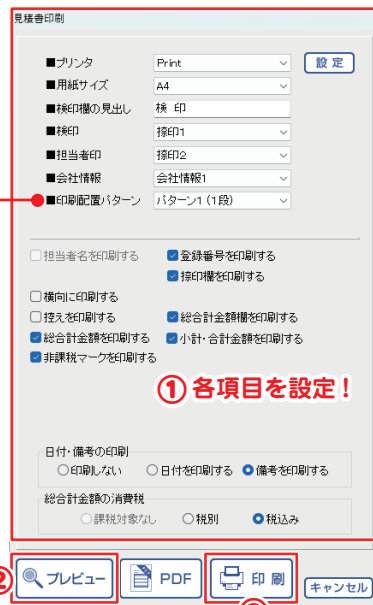 見積書印刷
■プリンタ Print 設定
■用紙サイズ A4
■検印欄の見出し 検 印
■検印 捺印1
■担当者印 捺印2
■会社情報 会社情報1
■印刷配置パターン パターン1(1段)
担当者名を印刷する 登録番号を印刷する
捺印欄を印刷する
横向に印刷する
控えを印刷する 総合計金額欄を印刷する
総合計金額を印刷する 小計・合計金額を印刷する
非課税マークを印刷する
①各項目を設定!
日付・備考の印刷
印刷しない 日付を印刷する 備考を印刷する
総合計金額の消費税
課税対象なし 税別 税込み
プレビュー PDF 印刷 キャンセル